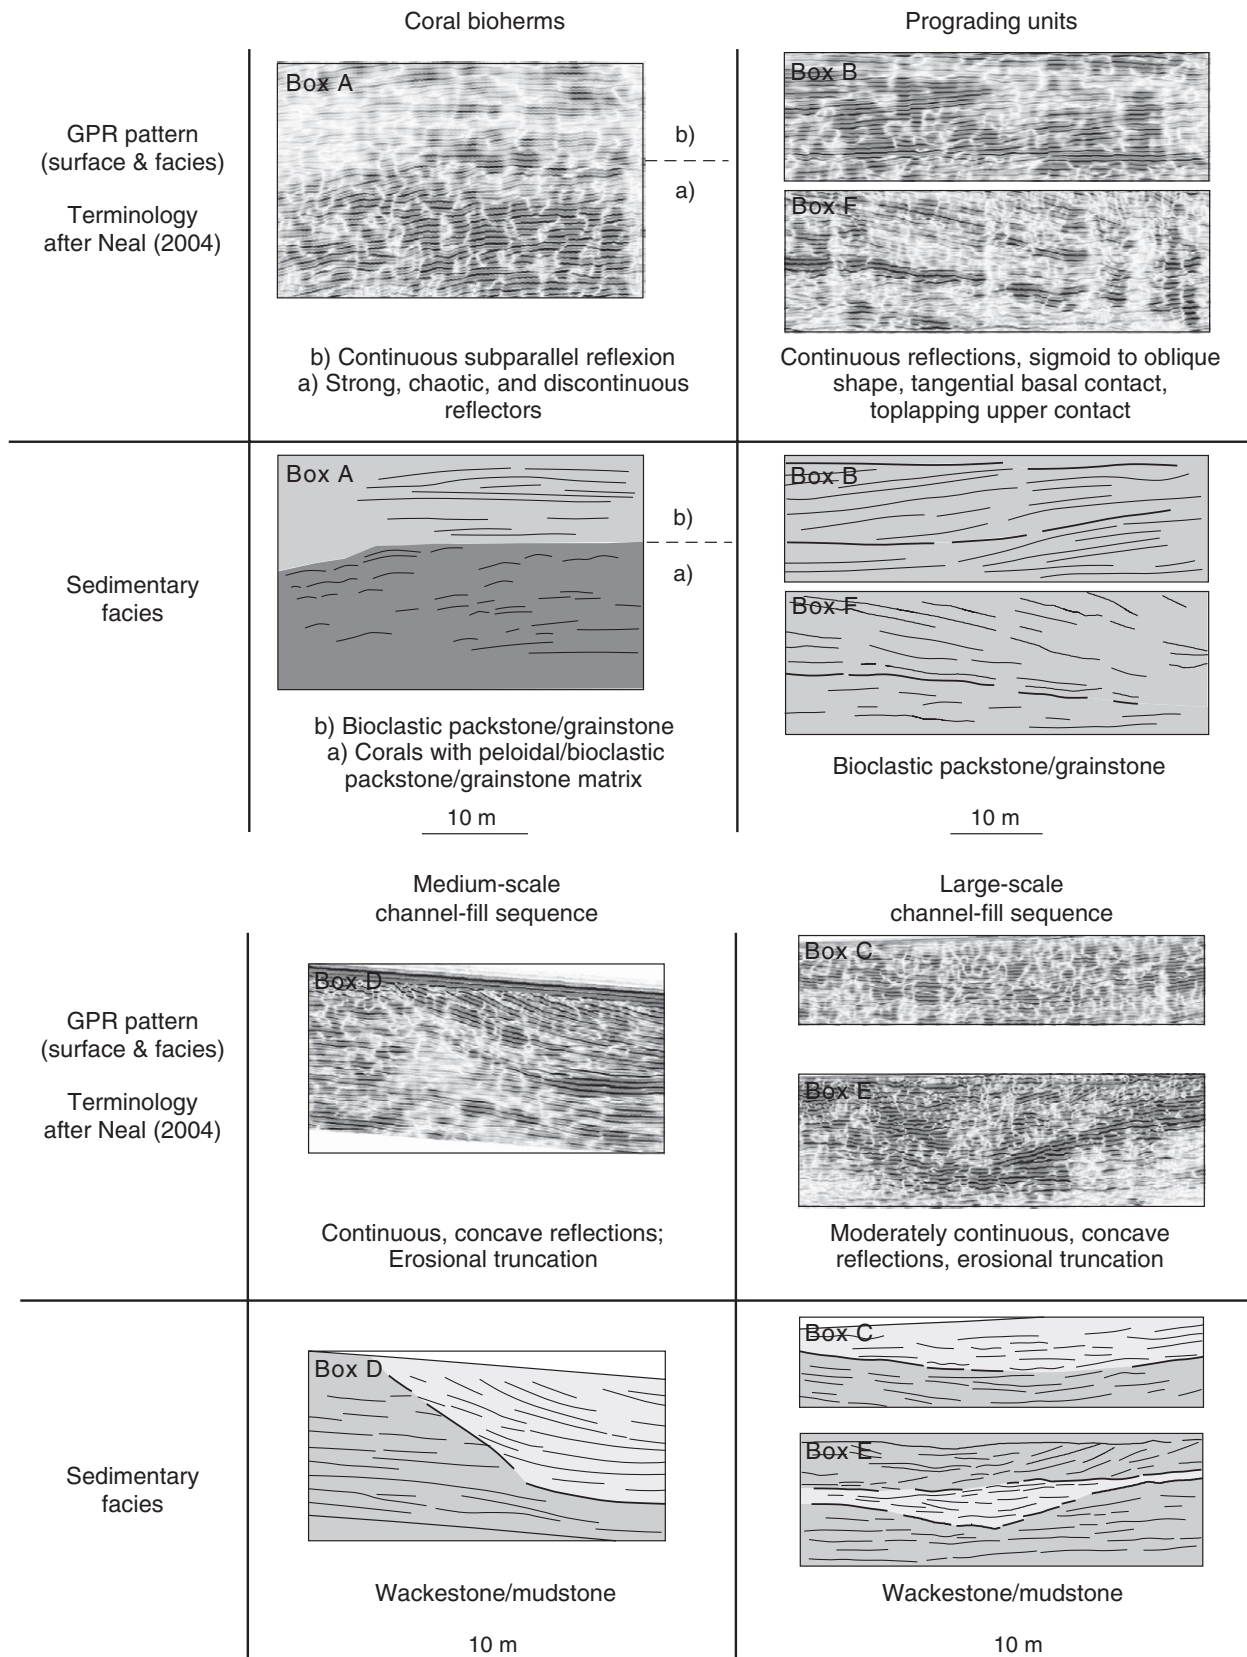 Coral bioherms
Prograding units
GPR pattern
(surface & facies)
Terminology
after Neal (2004)
Box A
b)
a)
Box B
Box F
b) Continuous subparallel reflexion
a) Strong, chaotic, and discontinuous
reflectors
Continuous reflections, sigmoid to oblique
shape, tangential basal contact,
toplapping upper contact
Sedimentary
facies
Box A
b)
a)
Box B
Box F
b) Bioclastic packstone/grainstone
a) Corals with peloidal/bioclastic
packstone/grainstone matrix
Bioclastic packstone/grainstone
10 m
10 m
Medium-scale
channel-fill sequence
Large-scale
channel-fill sequence
GPR pattern
(surface & facies)
Terminology
after Neal (2004)
Box D
Box C
Box E
Continuous, concave reflections;
Erosional truncation
Moderately continuous, concave
reflections, erosional truncation
Sedimentary
facies
Box D
Box C
Box E
Wackestone/mudstone
Wackestone/mudstone
10 m
10 m